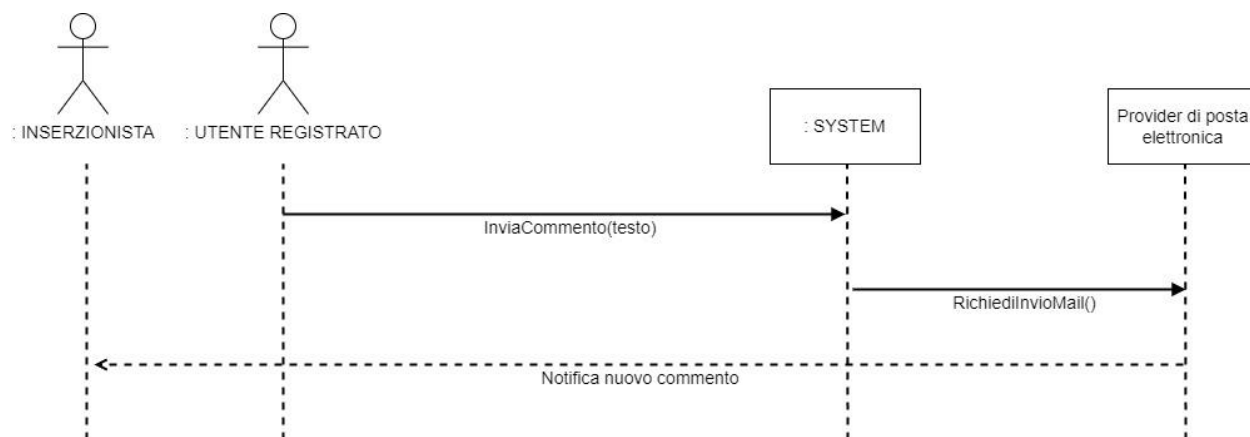 : INSERZIONISTA
: UTENTE REGISTRATO
: SYSTEM
Provider di posta
elettronica
InviaCommento(testo)
RichiediInvioMail()
Notifica nuovo commento